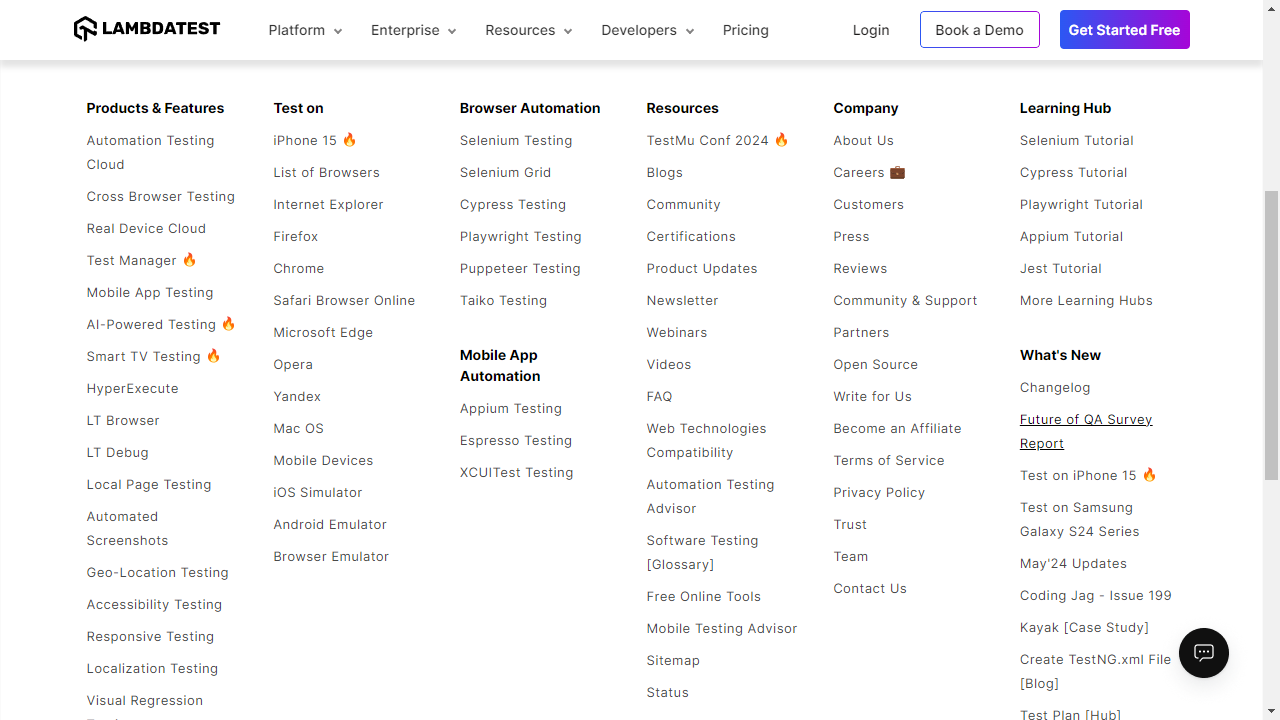 LAMBDATEST
Platform
Enterprise
Resources
Developers
Pricing
Login
Book a Demo
Get Started Free
Products & Features
Automation Testing
Cloud
Cross Browser Testing
Real Device Cloud
Test Manager 🔥
Mobile App Testing
AI-Powered Testing 🔥
Smart TV Testing 🔥
HyperExecute
LT Browser
LT Debug
Local Page Testing
Automated
Screenshots
Geo-Location Testing
Accessibility Testing
Responsive Testing
Localization Testing
Visual Regression
Test on
iPhone 15 🔥
List of Browsers
Internet Explorer
Firefox
Chrome
Safari Browser Online
Microsoft Edge
Opera
Yandex
Mac OS
Mobile Devices
iOS Simulator
Android Emulator
Browser Emulator
Browser Automation
Selenium Testing
Selenium Grid
Cypress Testing
Playwright Testing
Puppeteer Testing
Taiko Testing
Mobile App
Automation
Appium Testing
Espresso Testing
XCUITest Testing
Resources
TestMu Conf 2024 🔥
Blogs
Community
Certifications
Product Updates
Newsletter
Webinars
Videos
FAQ
Web Technologies
Compatibility
Automation Testing
Advisor
Software Testing
[Glossary]
Free Online Tools
Mobile Testing Advisor
Sitemap
Status
Company
About Us
Careers 💼
Customers
Press
Reviews
Community & Support
Partners
Open Source
Write for Us
Become an Affiliate
Terms of Service
Privacy Policy
Trust
Team
Contact Us
Learning Hub
Selenium Tutorial
Cypress Tutorial
Playwright Tutorial
Appium Tutorial
Jest Tutorial
More Learning Hubs
What's New
Changelog
Future of QA Survey
Report
Test on iPhone 15 🔥
Test on Samsung
Galaxy S24 Series
May'24 Updates
Coding Jag - Issue 199
Kayak [Case Study]
Create TestNG.xml File
[Blog]
Test Plan [Hub]